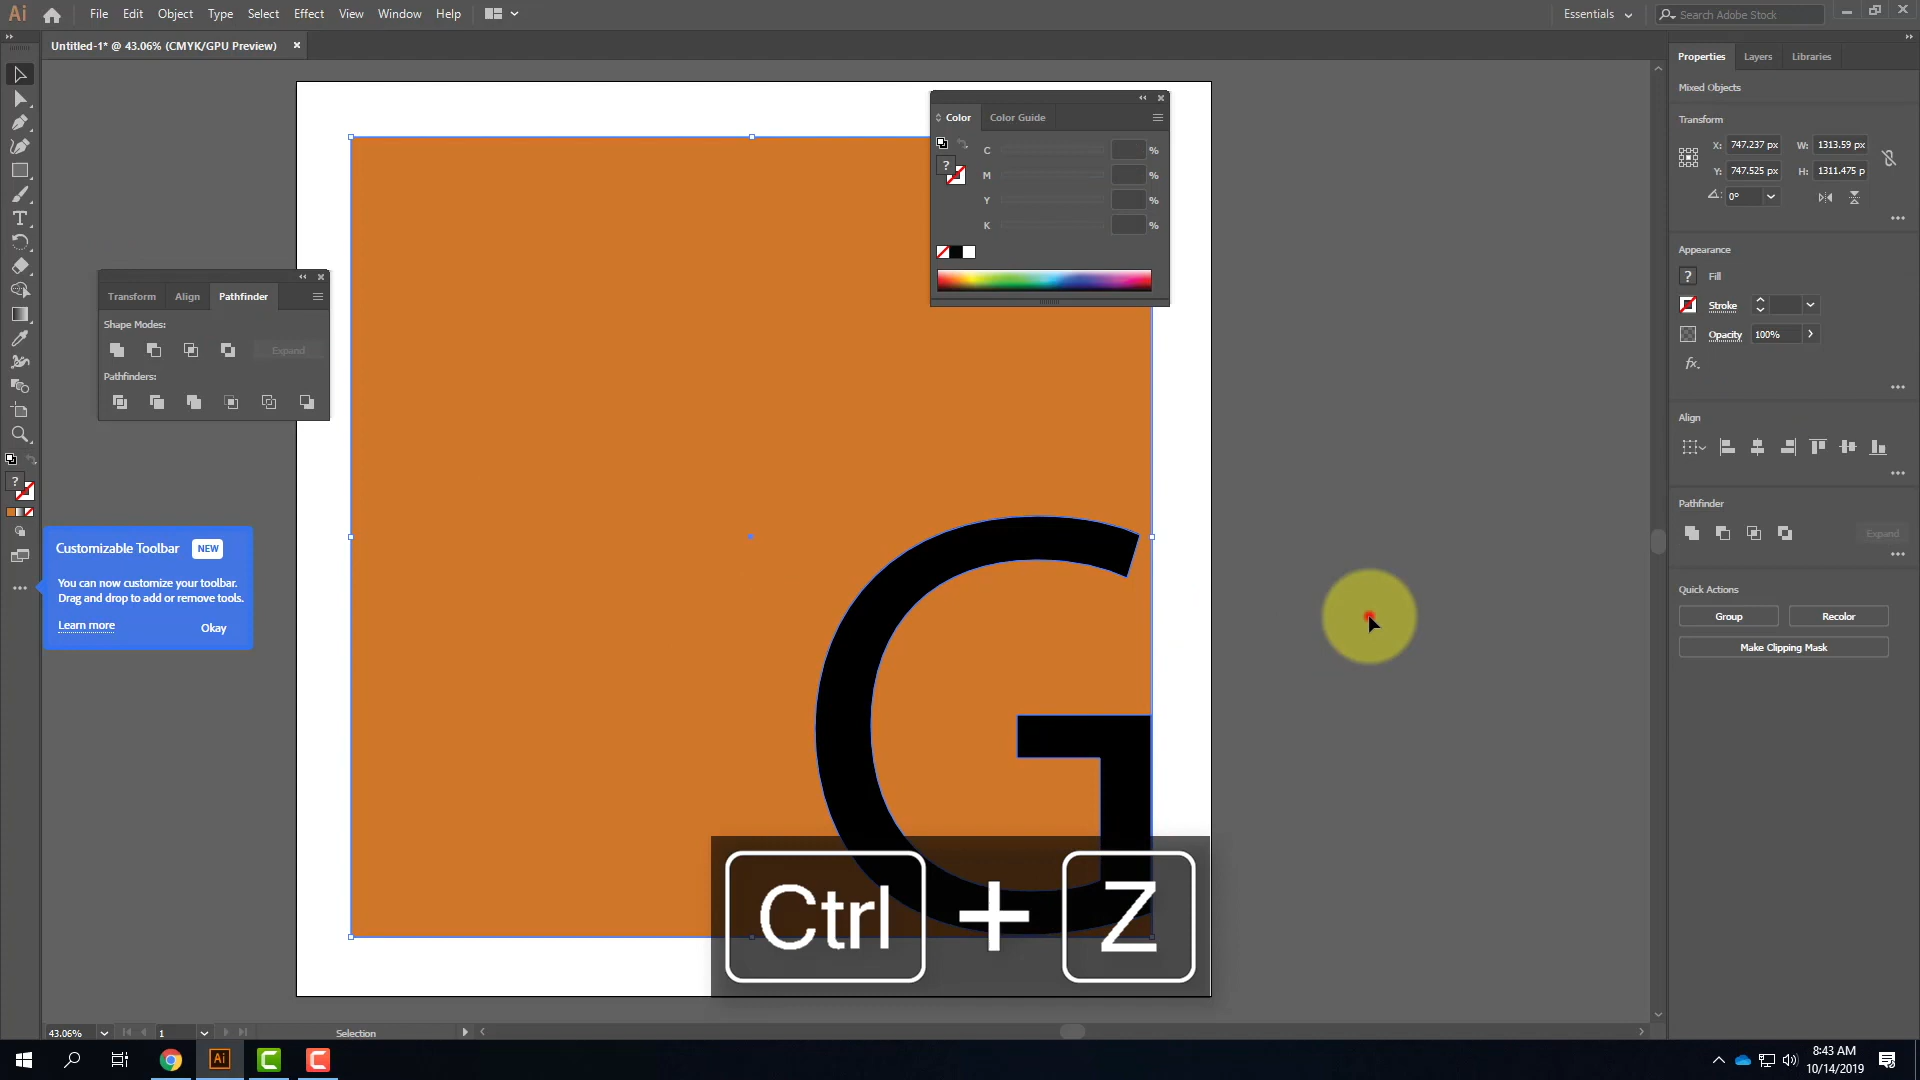 Ai File Edit Object Type Select Effect View Window Help Essentials Search Adobe Stock
Untitled-1* @ 43.06% (CMYK/GPU Preview)
Properties Layers Libraries
Mixed Objects
Transform
X: 747.237 px W: 1313.59 px
Y: 747.525 px H: 1311.475 p
0°
Appearance
? Fill
Stroke
Opacity 100%
fx.
Align
Pathfinder
Expand
Quick Actions
Group Recolor
Make Clipping Mask
Color Color Guide
C %
? M %
Y %
K %
Transform Align Pathfinder
Shape Modes:
Expand
Pathfinders:
T
?
Customizable Toolbar NEW
You can now customize your toolbar.
Drag and drop to add or remove tools.
Learn more Okay
G
Ctrl + Z
43.06% 1 Selection
Ai
8:43 AM
10/14/2019